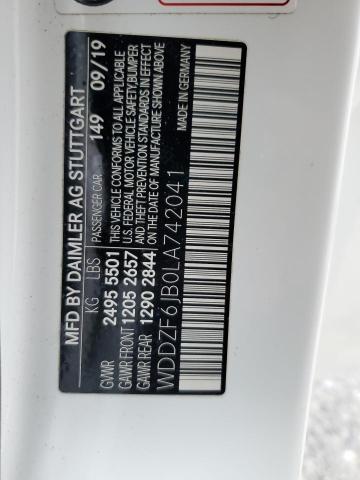 MFD BY DAIMLER AG STUTTGART
KG LBS PASSENGER CAR 149 09/19
GVWR 2495 5501 THIS VEHICLE CONFORMS TO ALL APPLICABLE
GAWR FRONT 1205 2657 U.S. FEDERAL MOTOR VEHICLE SAFETY, BUMPER
GAWR REAR 1290 2844 AND THEFT PREVENTION STANDARDS IN EFFECT
ON THE DATE OF MANUFACTURE SHOWN ABOVE
WDDZF6JB0LA742041 MADE IN GERMANY